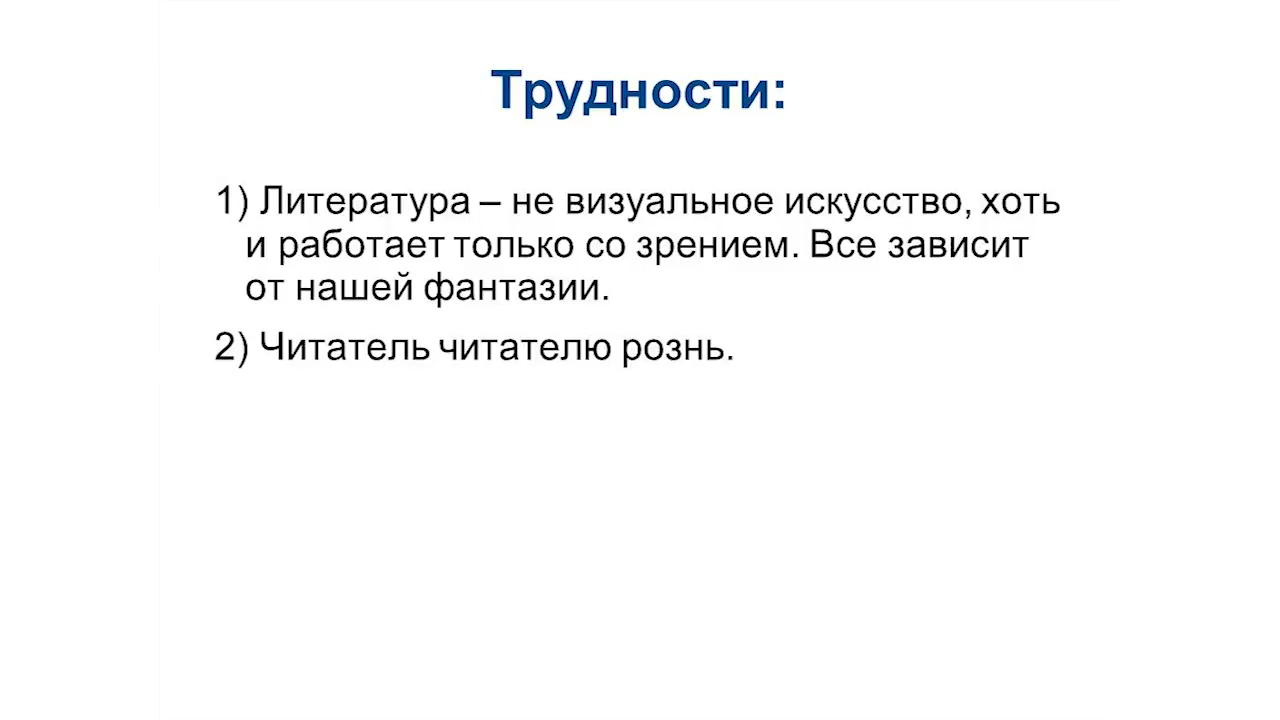 Трудности:
1) Литература – не визуальное искусство, хоть
и работает только со зрением. Все зависит
от нашей фантазии.
2) Читатель читателю рознь.